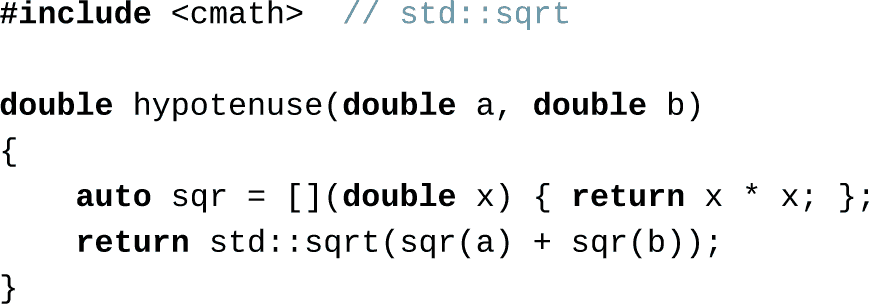 #include <cmath>  // std::sqrt

double hypotenuse(double a, double b)
{
    auto sqr = [](double x) { return x * x; };
    return std::sqrt(sqr(a) + sqr(b));
}